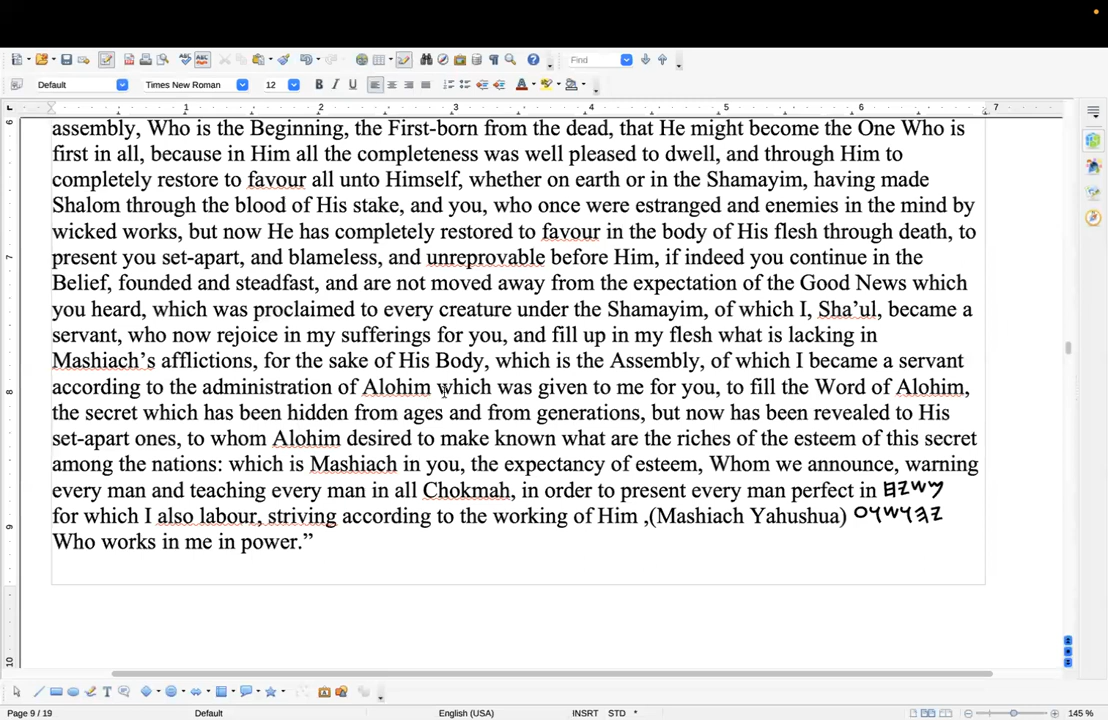 Find
Default Times New Roman 12
1 2 3 4 5 6 7
assembly, Who is the Beginning, the First-born from the dead, that He might become the One Who is
first in all, because in Him all the completeness was well pleased to dwell, and through Him to
completely restore to favour all unto Himself, whether on earth or in the Shamayim, having made
Shalom through the blood of His stake, and you, who once were estranged and enemies in the mind by
wicked works, but now He has completely restored to favour in the body of His flesh through death, to
present you set-apart, and blameless, and unreprovable before Him, if indeed you continue in the
Belief, founded and steadfast, and are not moved away from the expectation of the Good News which
you heard, which was proclaimed to every creature under the Shamayim, of which I, Sha’ul, became a
servant, who now rejoice in my sufferings for you, and fill up in my flesh what is lacking in
Mashiach’s afflictions, for the sake of His Body, which is the Assembly, of which I became a servant
according to the administration of Alohim which was given to me for you, to fill the Word of Alohim,
the secret which has been hidden from ages and from generations, but now has been revealed to His
set-apart ones, to whom Alohim desired to make known what are the riches of the esteem of this secret
among the nations: which is Mashiach in you, the expectancy of esteem, Whom we announce, warning
every man and teaching every man in all Chokmah, in order to present every man perfect in 𐤌𐤔𐤉𐤇
for which I also labour, striving according to the working of Him ,(Mashiach Yahushua) 𐤉𐤄𐤅𐤔𐤅𐤏
Who works in me in power.”
6
7
8
9
10
Page 9 / 19 Default English (USA) INSRT STD * 145 %